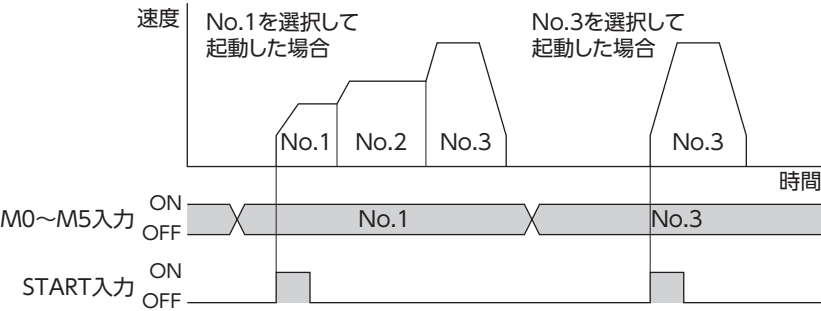 速度
No.1を選択して
起動した場合
No.3を選択して
起動した場合
No.1
No.2
No.3
No.3
時間
M0～M5入力
ON
OFF
No.1
No.3
START入力
ON
OFF